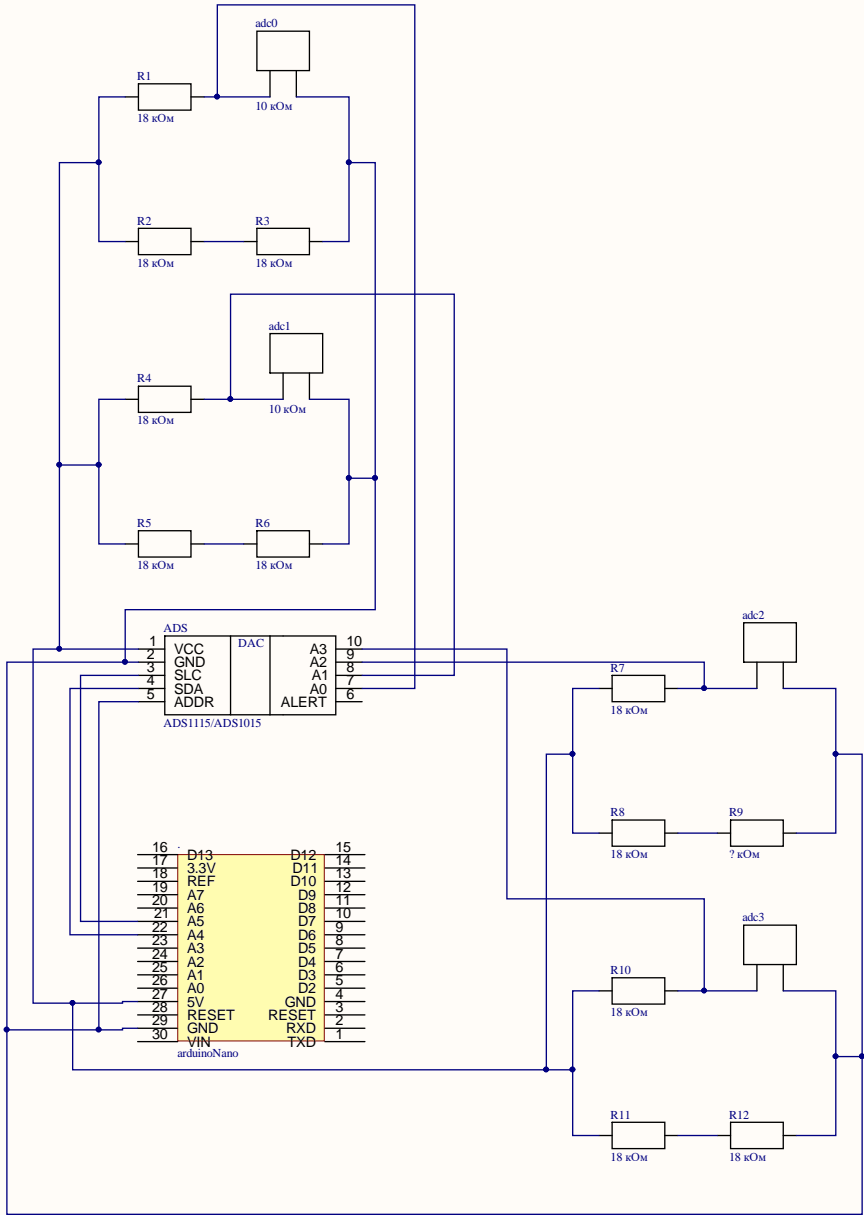 adc0
R1
18 кОм
10 кОм
R2
R3
18 кОм
18 кОм
adc1
R4
18 кОм
10 кОм
R5
R6
18 кОм
18 кОм
ADS
DAC
1 VCC
2 GND
3 SLC
4 SDA
5 ADDR
A3 10
A2 9
A1 8
A0 7
ALERT 6
ADS1115/ADS1015
adc2
R7
18 кОм
R8
R9
18 кОм
? кОм
16 D13
17 3.3V
18 REF
19 A7
20 A6
21 A5
22 A4
23 A3
24 A2
25 A1
26 A0
27 5V
28 RESET
29 GND
30 VIN
D12 15
D11 14
D10 13
D9 12
D8 11
D7 10
D6 9
D5 8
D4 7
D3 6
D2 5
GND 4
RESET 3
RXD 2
TXD 1
arduinoNano
adc3
R10
18 кОм
R11
R12
18 кОм
18 кОм